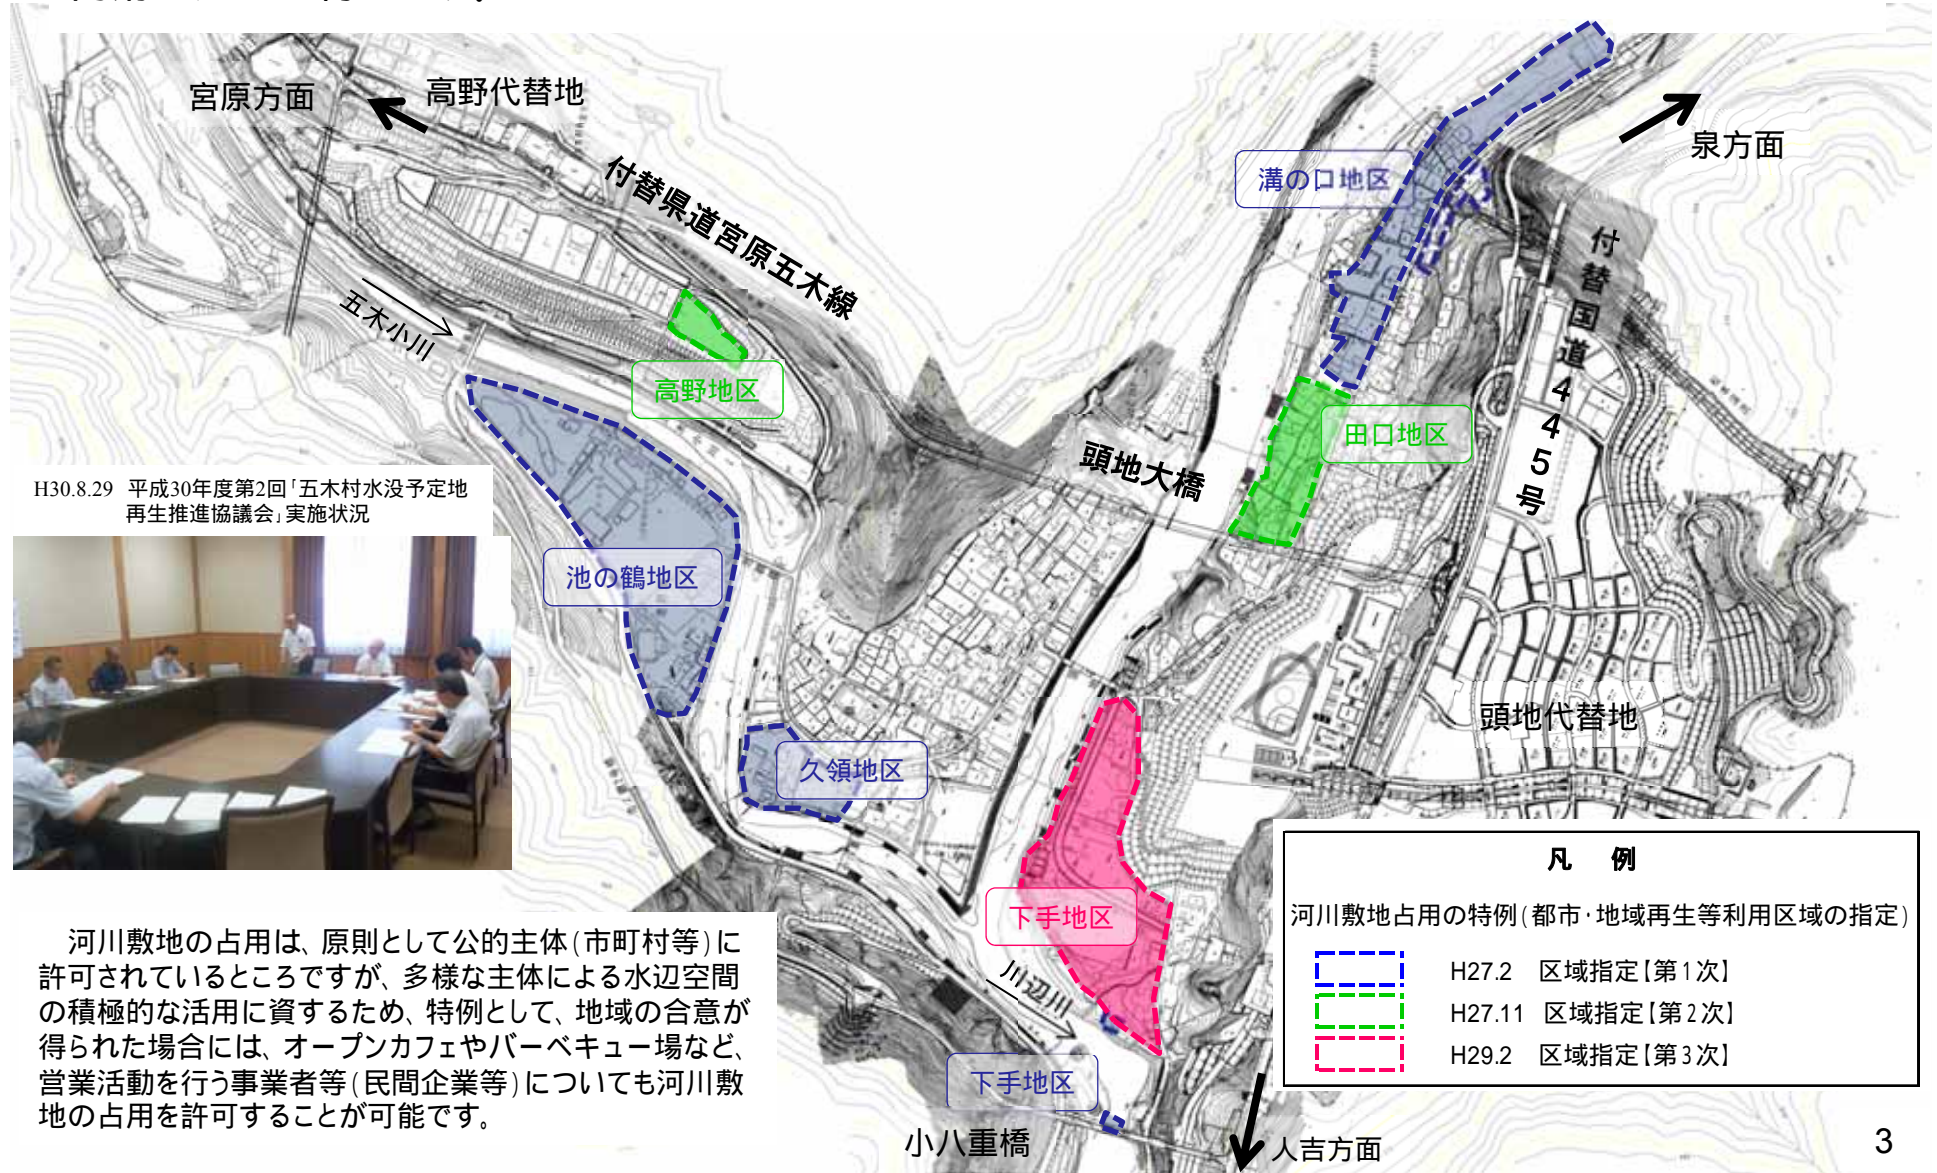 宮原方面
高野代替地
付替県道宮原五木線
五木小川
高野地区
溝の口地区
泉方面
付替国道445号
田口地区
頭地大橋
H30.8.29 平成30年度第2回「五木村水没予定地
再生推進協議会」実施状況
池の鶴地区
久領地区
頭地代替地
下手地区
川辺川
下手地区
小八重橋
人吉方面
河川敷地の占用は、原則として公的主体(市町村等)に
許可されているところですが、多様な主体による水辺空間
の積極的な活用に資するため、特例として、地域の合意が
得られた場合には、オープンカフェやバーベキュー場など、
営業活動を行う事業者等(民間企業等)についても河川敷
地の占用を許可することが可能です。
凡 例
河川敷地占用の特例(都市・地域再生等利用区域の指定)
H27.2 区域指定【第1次】
H27.11 区域指定【第2次】
H29.2 区域指定【第3次】
3